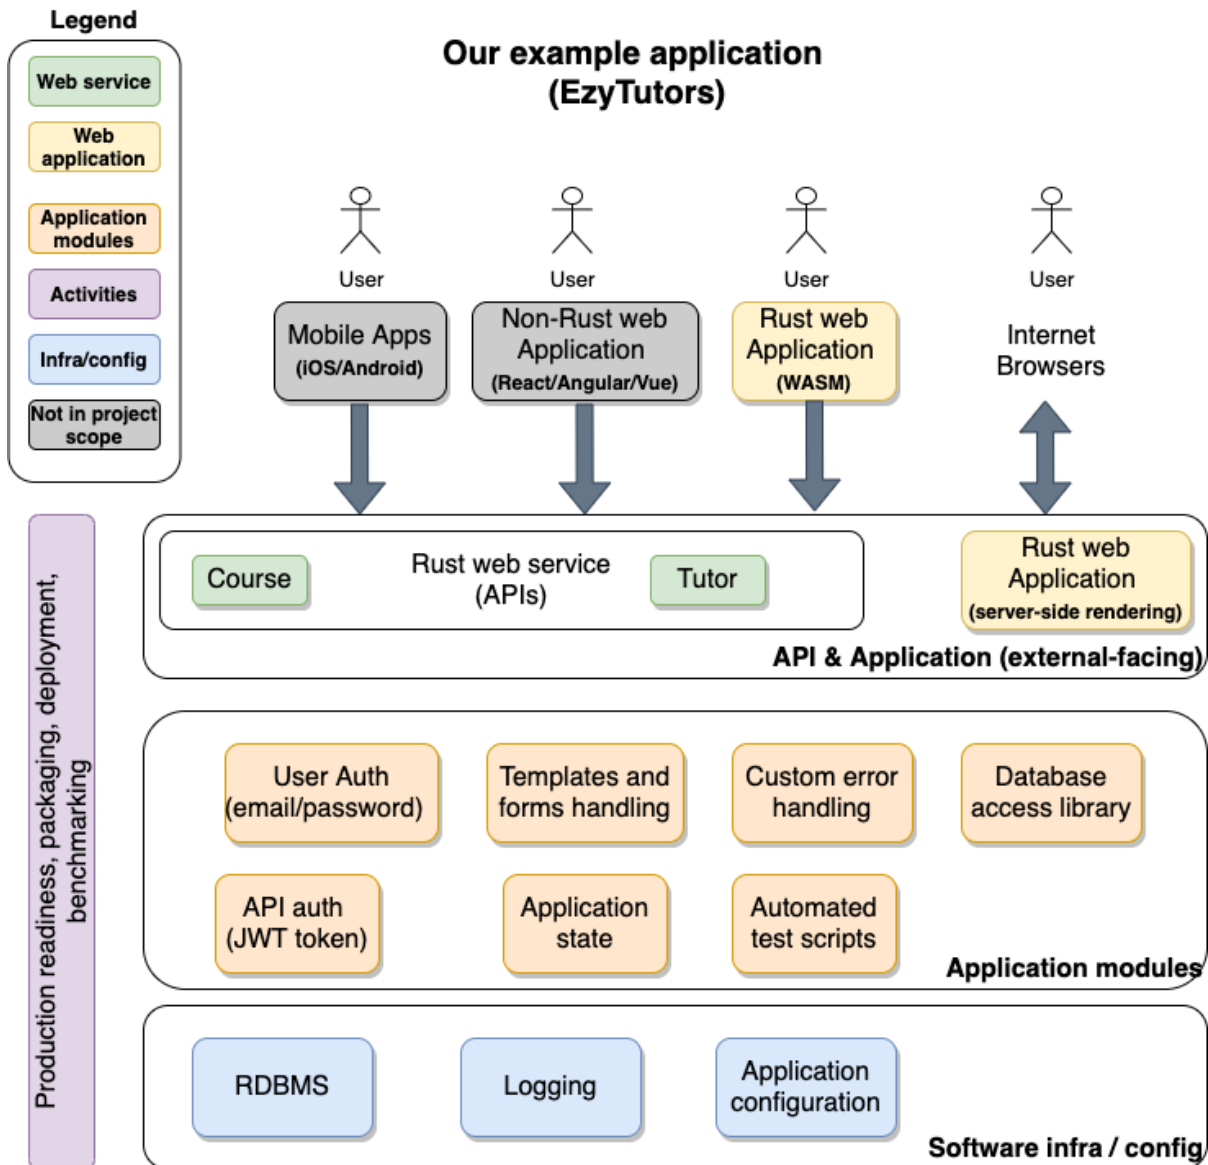 Legend
Web service
Web
application
Application
modules
Activities
Infra/config
Not in project
scope
Our example application
(EzyTutors)
User
User
User
User
Mobile Apps
(iOS/Android)
Non-Rust web
Application
(React/Angular/Vue)
Rust web
Application
(WASM)
Internet
Browsers
Production readiness, packaging, deployment,
benchmarking
Course
Rust web service
(APIs)
Tutor
Rust web
Application
(server-side rendering)
API & Application (external-facing)
User Auth
(email/password)
Templates and
forms handling
Custom error
handling
Database
access library
API auth
(JWT token)
Application
state
Automated
test scripts
Application modules
RDBMS
Logging
Application
configuration
Software infra / config